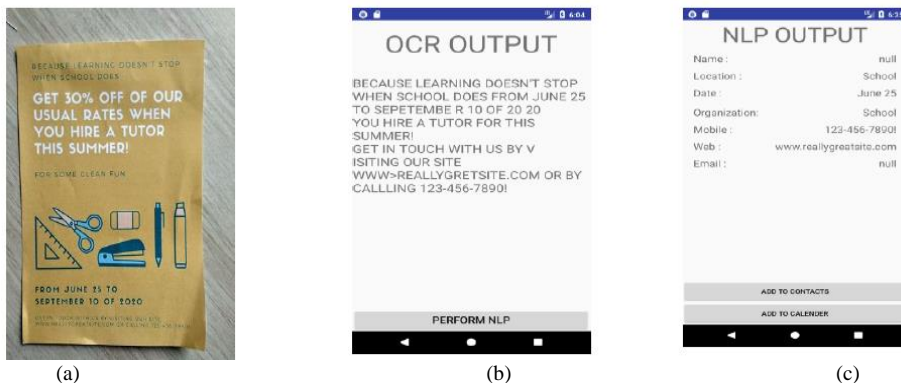 BECAUSE LEARNING DOESN'T STOP
WHEN SCHOOL DOES
GET 30% OFF OF OUR
USUAL RATES WHEN
YOU HIRE A TUTOR
THIS SUMMER!
FOR SOME CLEAN FUN
FROM JUNE 25 TO
SEPTEMBER 10 OF 2020
(a)
6:04
OCR OUTPUT
BECAUSE LEARNING DOESN'T STOP
WHEN SCHOOL DOES FROM JUNE 25
TO SEPETEMBE R 10 OF 20 20
YOU HIRE A TUTOR FOR THIS
SUMMER!
GET IN TOUCH WITH US BY V
ISITING OUR SITE
WWW>REALLYGRETSITE.COM OR BY
CALLLING 123-456-7890!
PERFORM NLP
(b)
NLP OUTPUT
Name : null
Location : School
Date : June 25
Organization: School
Mobile : 123-456-7890!
Web : www.reallygreatsite.com
Email : null
ADD TO CONTACTS
ADD TO CALENDER
(c)